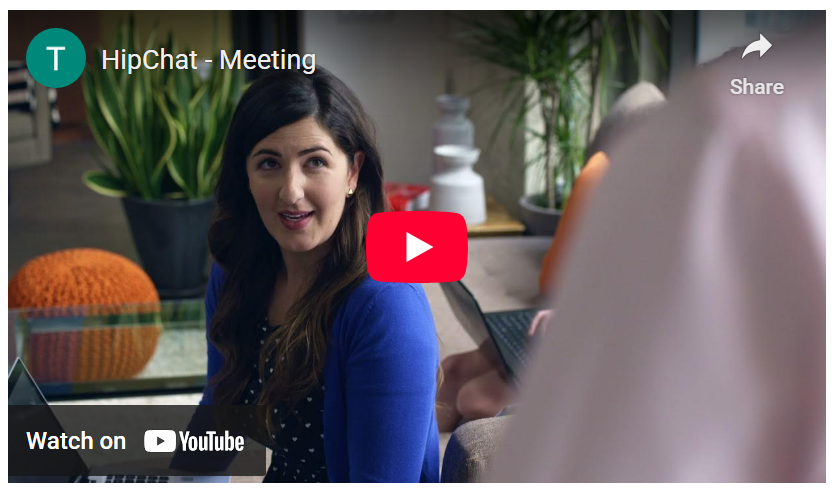 T
HipChat - Meeting
Share
Watch on YouTube